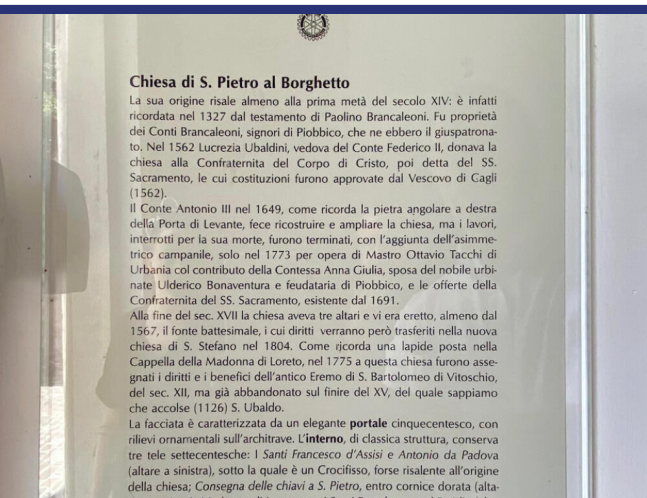 Chiesa di S. Pietro al Borghetto
La sua origine risale almeno alla prima metà del secolo XIV: è infatti
ricordata nel 1327 dal testamento di Paolino Brancaleoni. Fu proprietà
dei Conti Brancaleoni, signori di Piobbico, che ne ebbero il giuspatrona-
to. Nel 1562 Lucrezia Ubaldini, vedova del Conte Federico II, donava la
chiesa alla Confraternita del Corpo di Cristo, poi detta del SS.
Sacramento, le cui costituzioni furono approvate dal Vescovo di Cagli
(1562).
Il Conte Antonio III nel 1649, come ricorda la pietra angolare a destra
della Porta di Levante, fece ricostruire e ampliare la chiesa, ma i lavori,
interrotti per la sua morte, furono terminati, con l'aggiunta dell'asimme-
trico campanile, solo nel 1773 per opera di Mastro Ottavio Tacchi di
Urbania col contributo della Contessa Anna Giulia, sposa del nobile urbi-
nate Ulderico Bonaventura e feudataria di Piobbico, e le offerte della
Confraternita del SS. Sacramento, esistente dal 1691.
Alla fine del sec. XVII la chiesa aveva tre altari e vi era eretto, almeno dal
1567, il fonte battesimale, i cui diritti verranno però trasferiti nella nuova
chiesa di S. Stefano nel 1804. Come ricorda una lapide posta nella
Cappella della Madonna di Loreto, nel 1775 a questa chiesa furono asse-
gnati i diritti e i benefici dell'antico Eremo di S. Bartolomeo di Vitoschio,
del sec. XII, ma già abbandonato sul finire del XV, del quale sappiamo
che accolse (1126) S. Ubaldo.
La facciata è caratterizzata da un elegante portale cinquecentesco, con
rilievi ornamentali sull'architrave. L'interno, di classica struttura, conserva
tre tele settecentesche: I Santi Francesco d'Assisi e Antonio da Padova
(altare a sinistra), sotto la quale è un Crocifisso, forse risalente all'origine
della chiesa; Consegna delle chiavi a S. Pietro, entro cornice dorata (alta-